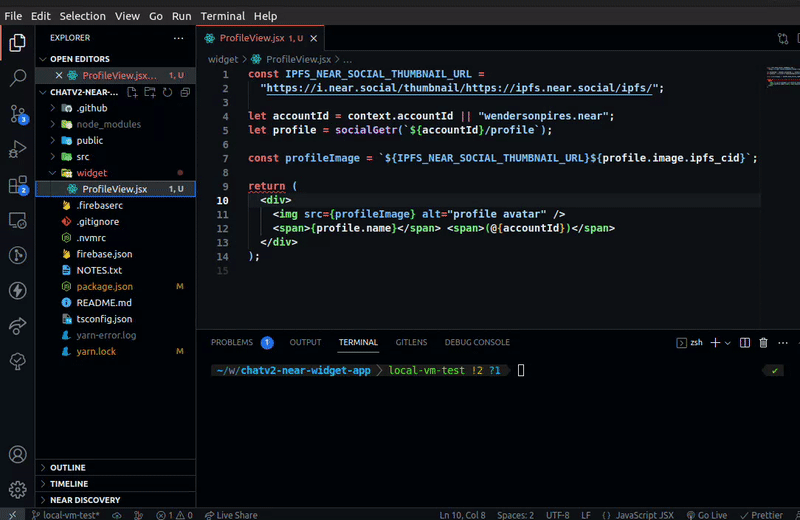 File Edit Selection View Go Run Terminal Help
EXPLORER ...
OPEN EDITORS
ProfileView.jsx... 1, U
CHATV2-NEAR-...
.github
node_modules
public
src
widget
ProfileView.jsx 1, U
.firebaserc
.gitignore
.nvmrc
firebase.json
NOTES.txt
package.json M
README.md
tsconfig.json
yarn-error.log
yarn.lock M
OUTLINE
TIMELINE
NEAR DISCOVERY
3
2
ProfileView.jsx 1, U
widget > ProfileView.jsx > ...
1 const IPFS_NEAR_SOCIAL_THUMBNAIL_URL =
2 "https://i.near.social/thumbnail/https://ipfs.near.social/ipfs/";
3
4 let accountId = context.accountId || "wendersonpires.near";
5 let profile = socialGetr(`${accountId}/profile`);
6
7 const profileImage = `${IPFS_NEAR_SOCIAL_THUMBNAIL_URL}${profile.image.ipfs_cid}`;
8
9 return (
10 <div>
11 <img src={profileImage} alt="profile avatar" />
12 <span>{profile.name}</span> <span>(@{accountId})</span>
13 </div>
14 );
15
PROBLEMS 1 OUTPUT TERMINAL GITLENS DEBUG CONSOLE
zsh
~/w/chatv2-near-widget-app > local-vm-test !2 ?1
local-vm-test* 1 0 Live Share Ln 10, Col 8 Spaces: 2 UTF-8 LF {} JavaScript JSX Go Live Prettier